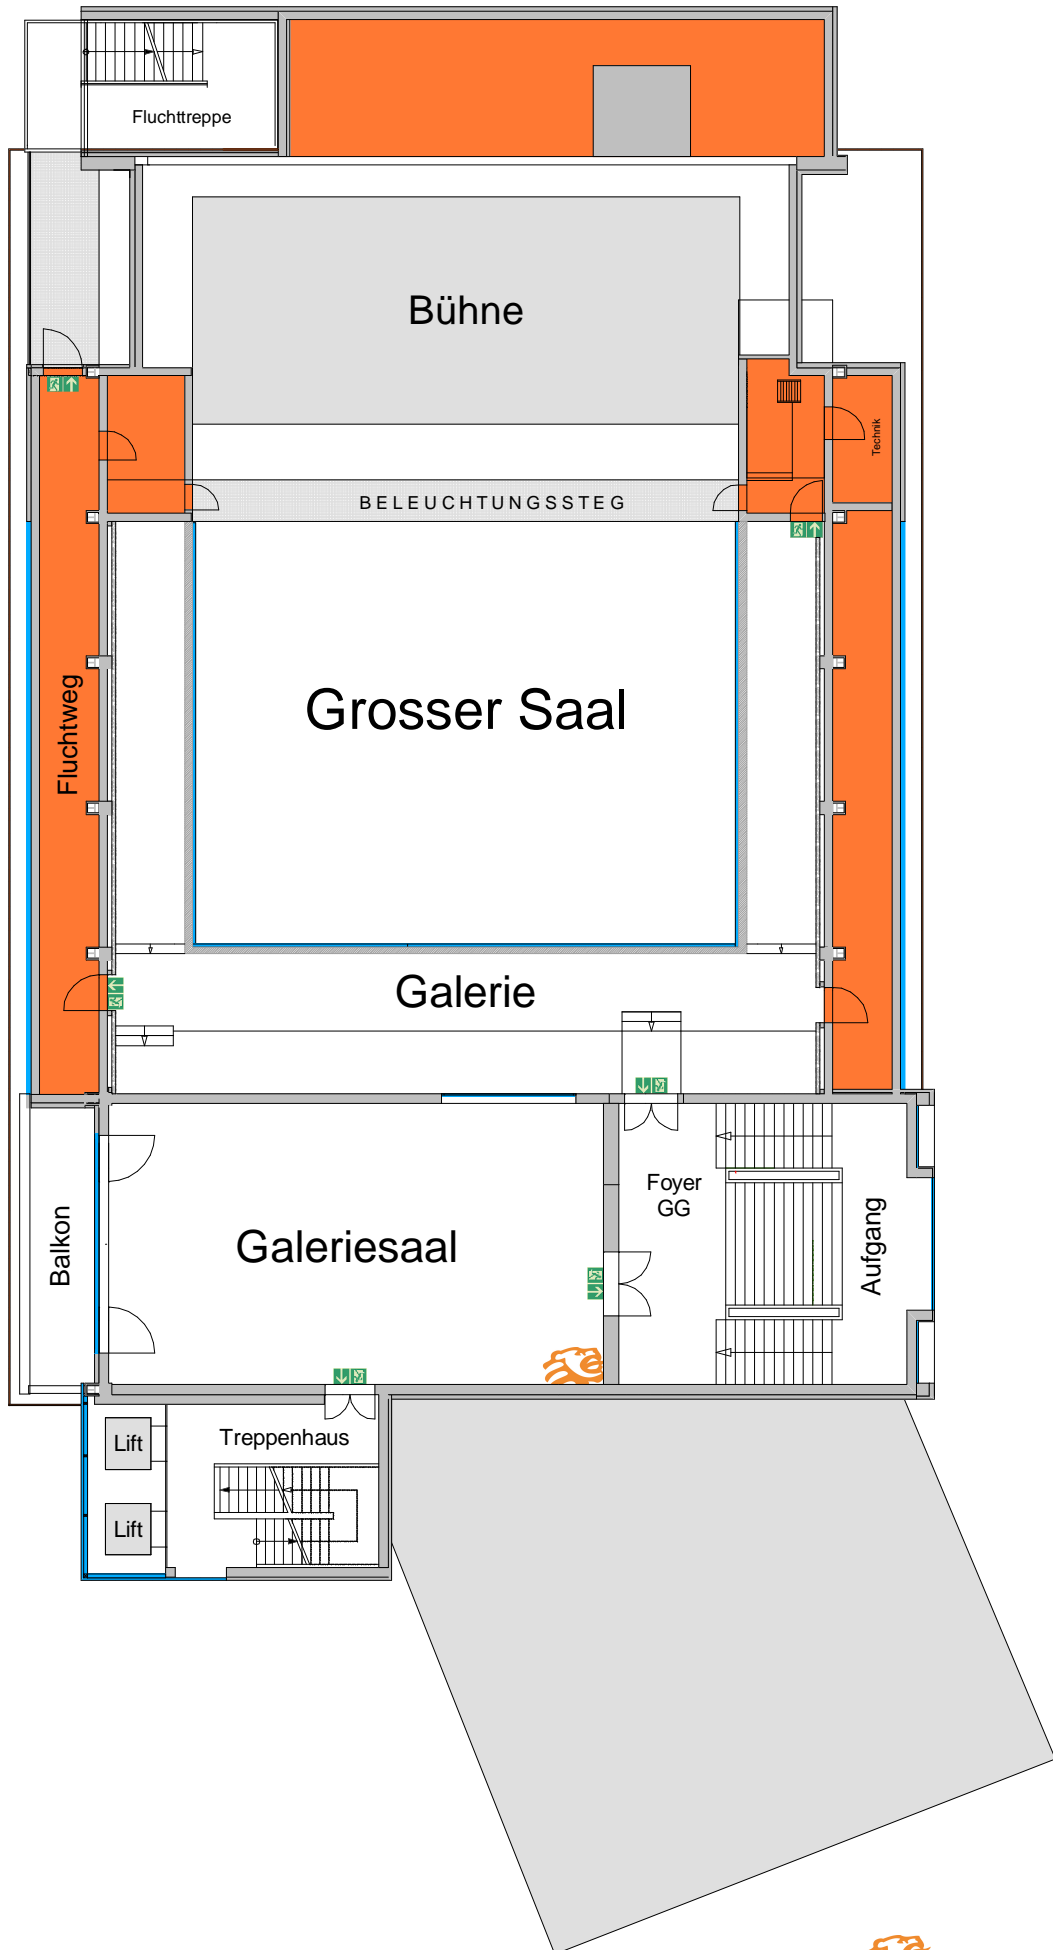 Fluchttreppe
Bühne
Technik
BELEUCHTUNGSSTEG
Grosser Saal
Fluchtweg
Galerie
Foyer
GG
Aufgang
Galeriesaal
Balkon
Treppenhaus
Lift
Lift